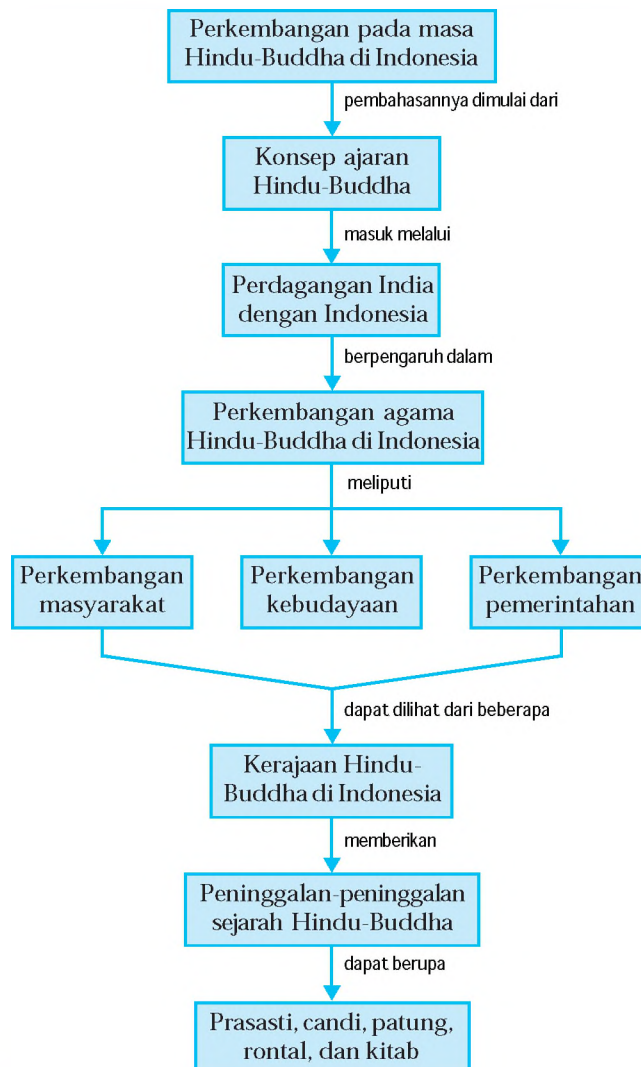 Perkembangan pada masa
Hindu-Buddha di Indonesia
pembahasannya dimulai dari
Konsep ajaran
Hindu-Buddha
masuk melalui
Perdagangan India
dengan Indonesia
berpengaruh dalam
Perkembangan agama
Hindu-Buddha di Indonesia
meliputi
Perkembangan
masyarakat
Perkembangan
kebudayaan
Perkembangan
pemerintahan
dapat dilihat dari beberapa
Kerajaan Hindu-
Buddha di Indonesia
memberikan
Peninggalan-peninggalan
sejarah Hindu-Buddha
dapat berupa
Prasasti, candi, patung,
rontal, dan kitab